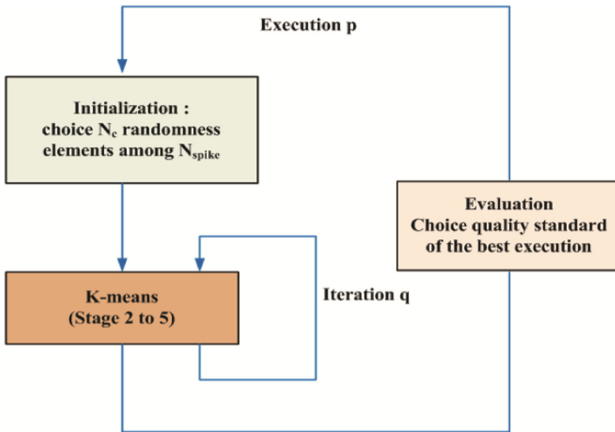 Execution p
Initialization :
choice Nc randomness
elements among Nspike
Evaluation
Choice quality standard
of the best execution
K-means
(Stage 2 to 5)
Iteration q